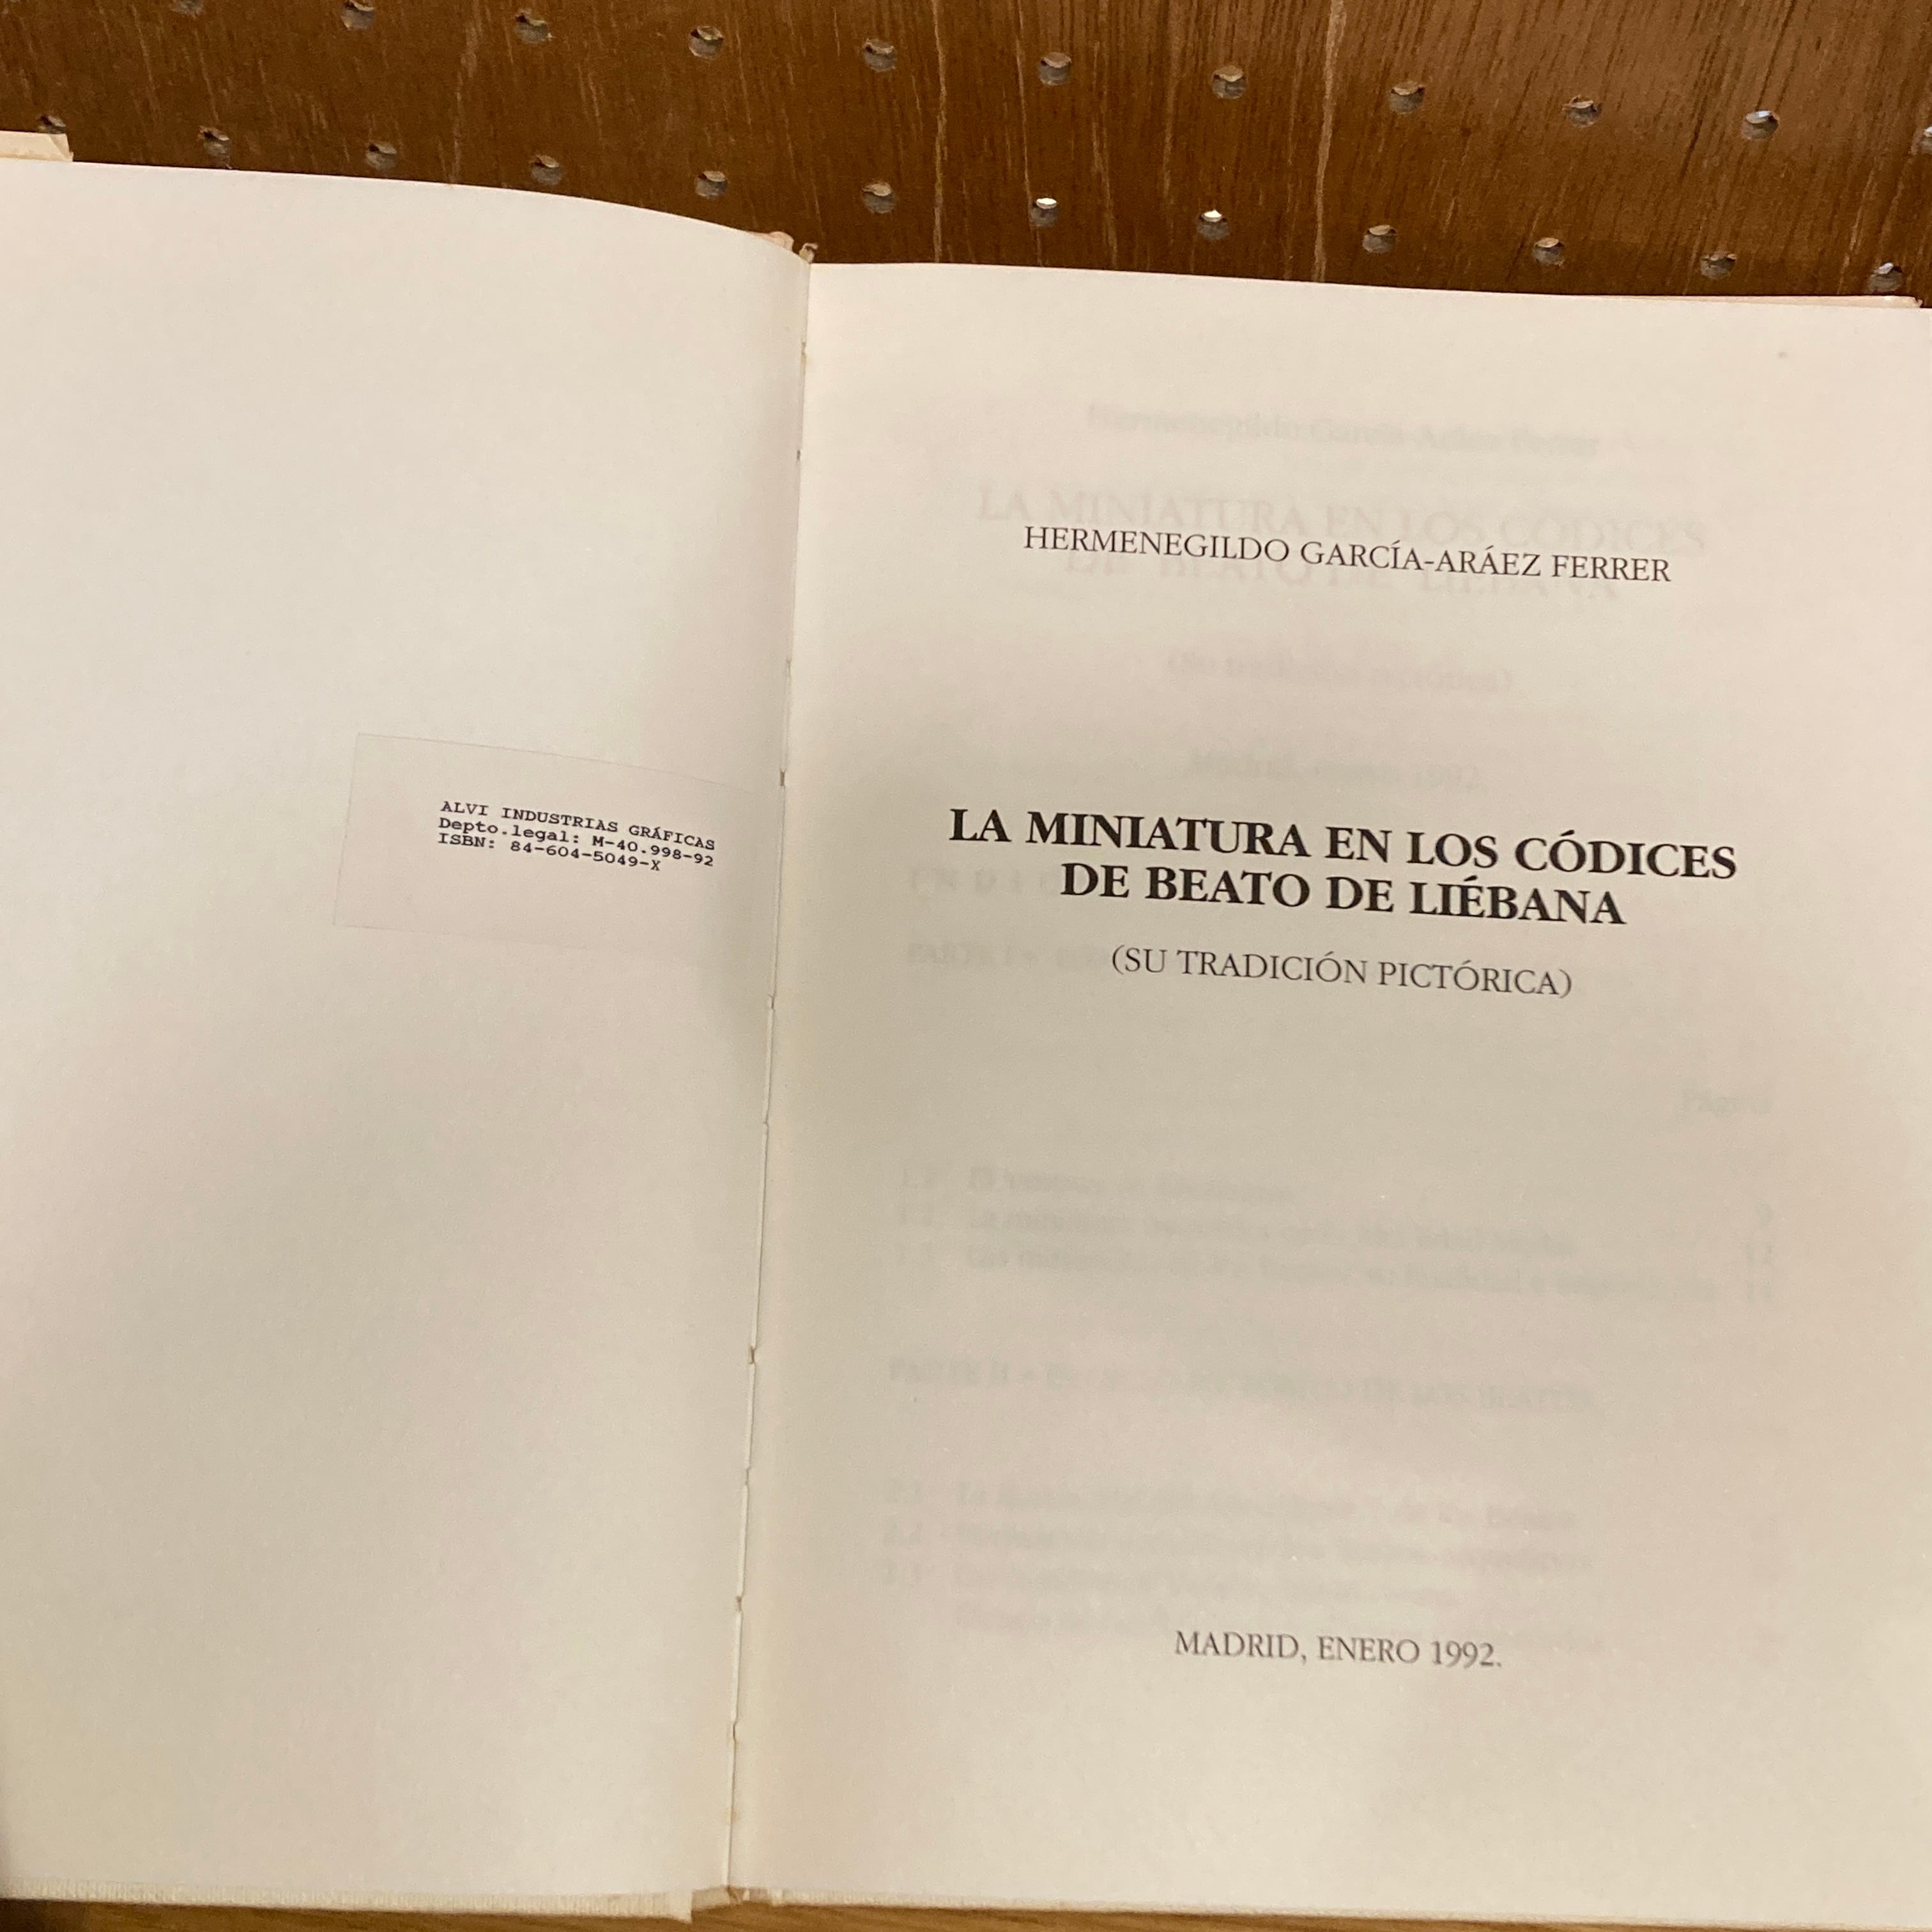 ALVI INDUSTRIAS GRÁFICAS
Depto.legal: M-40.998-92
ISBN: 84-604-5049-X
HERMENEGILDO GARCÍA-ARÁEZ FERRER
LA MINIATURA EN LOS CÓDICES
DE BEATO DE LIÉBANA
(SU TRADICIÓN PICTÓRICA)
MADRID, ENERO 1992.